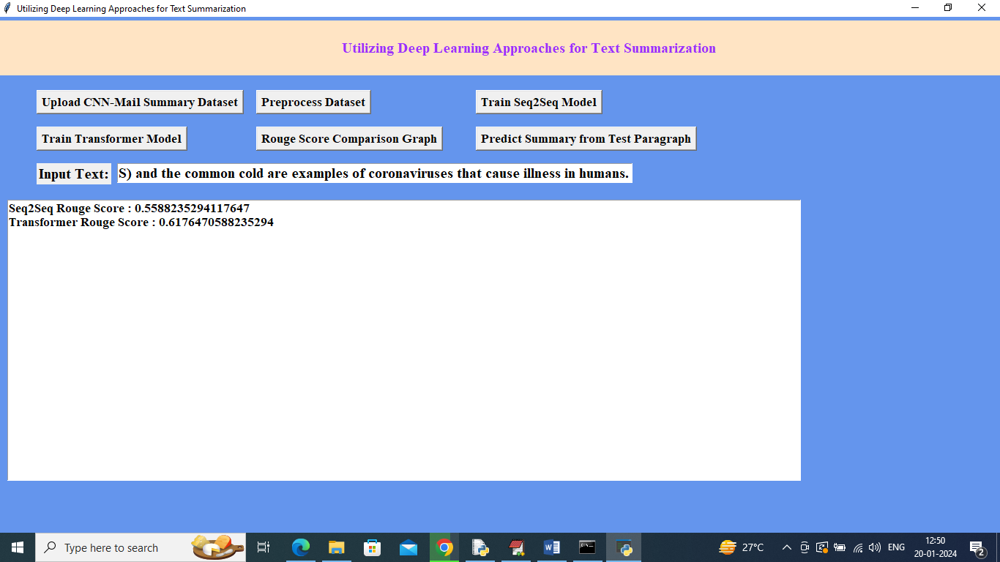 Utilizing Deep Learning Approaches for Text Summarization
Utilizing Deep Learning Approaches for Text Summarization
Upload CNN-Mail Summary Dataset
Preprocess Dataset
Train Seq2Seq Model
Train Transformer Model
Rouge Score Comparison Graph
Predict Summary from Test Paragraph
Input Text:
S) and the common cold are examples of coronaviruses that cause illness in humans.
Seq2Seq Rouge Score : 0.5588235294117647
Transformer Rouge Score : 0.6176470588235294
Type here to search
27°C
ENG
12:50
20-01-2024
2